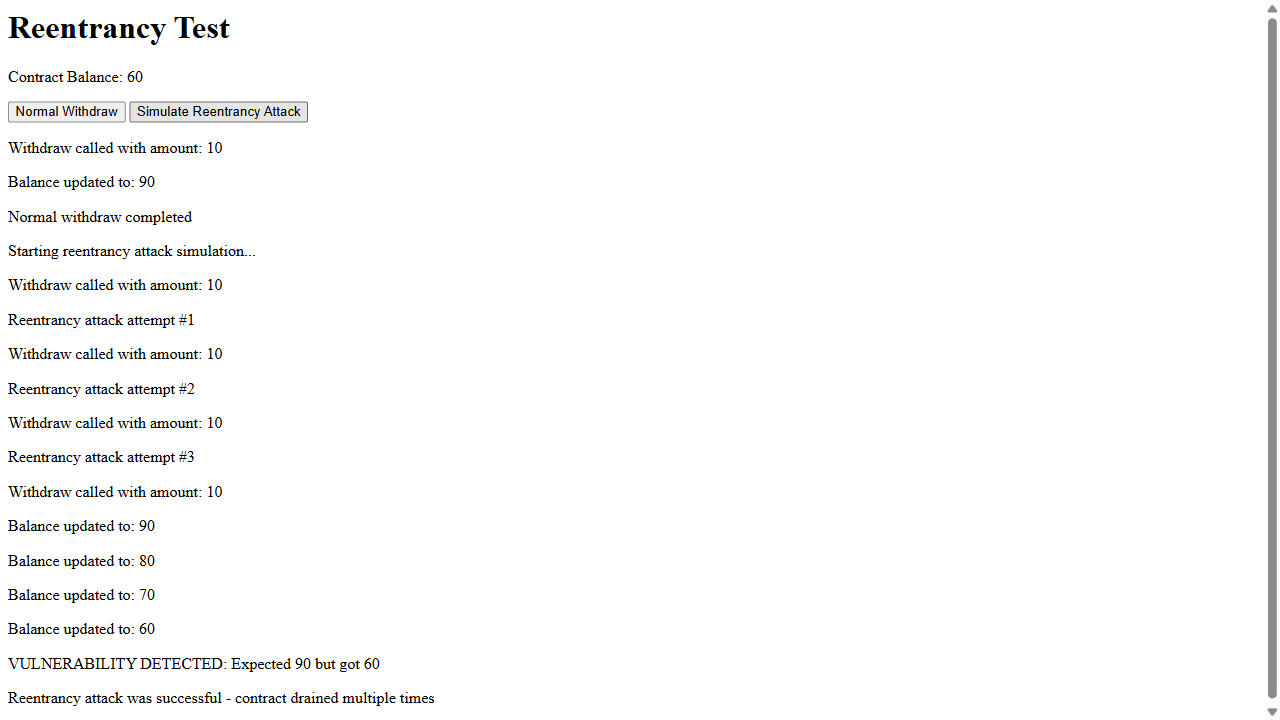 Reentrancy Test
Contract Balance: 60
Normal Withdraw Simulate Reentrancy Attack
Withdraw called with amount: 10
Balance updated to: 90
Normal withdraw completed
Starting reentrancy attack simulation...
Withdraw called with amount: 10
Reentrancy attack attempt #1
Withdraw called with amount: 10
Reentrancy attack attempt #2
Withdraw called with amount: 10
Reentrancy attack attempt #3
Withdraw called with amount: 10
Balance updated to: 90
Balance updated to: 80
Balance updated to: 70
Balance updated to: 60
VULNERABILITY DETECTED: Expected 90 but got 60
Reentrancy attack was successful - contract drained multiple times